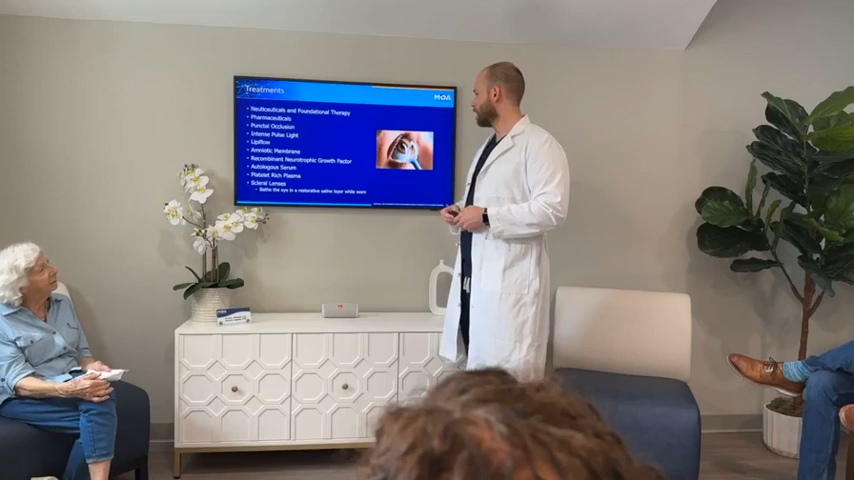 Treatments
MOA
• Neuticeuticals and Foundational Therapy
• Pharmaceuticals
• Punctal Occlusion
• Intense Pulse Light
• Lipiflow
• Amniotic Membrane
• Recombinant Neurotrophic Growth Factor
• Autologous Serum
• Platelet Rich Plasma
• Scleral Lenses
• Bathe the eye in a restorative saline layer while worn